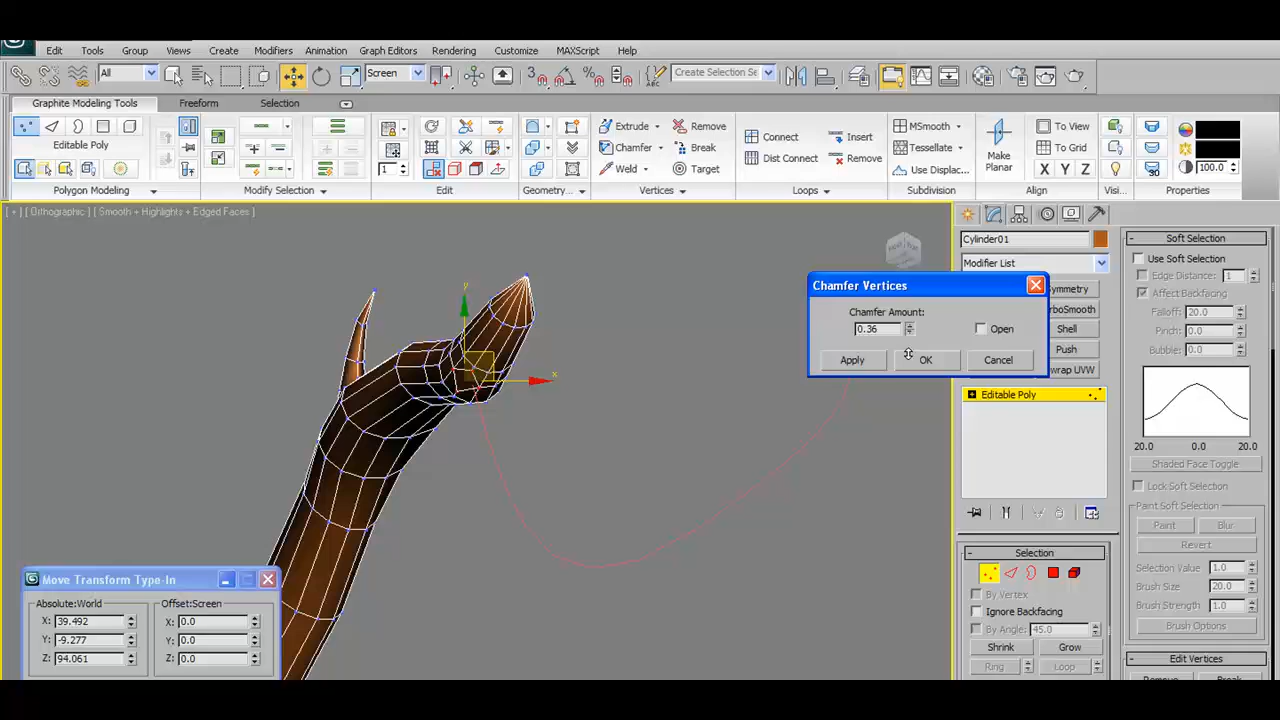 Edit Tools Group Views Create Modifiers Animation Graph Editors Rendering Customize MAXScript Help
All Screen Create Selection Se
Graphite Modeling Tools Freeform Selection
Editable Poly
Polygon Modeling
Modify Selection
1
Edit
Geometry...
Extrude Remove
Chamfer Break
Weld Target
Vertices
Connect Insert
Dist Connect Remove
Loops
MSmooth
Tessellate
Use Displac...
Subdivision
Make
Planar
To View
To Grid
X Y Z
Align
Visi...
100.0
Properties
[ + ] [ Orthographic ] [ Smooth + Highlights + Edged Faces ]
y
x
Chamfer Vertices
Chamfer Amount:
0.36
Open
Apply OK Cancel
Cylinder01
Modifier List
Symmetry
rboSmooth
Shell
Push
wrap UVW
Editable Poly
- Selection
By Vertex
Ignore Backfacing
By Angle: 45.0
Shrink Grow
Ring Loop
- Soft Selection
Use Soft Selection
Edge Distance: 1
Affect Backfacing
Falloff: 20.0
Pinch: 0.0
Bubble: 0.0
20.0 0.0 20.0
Shaded Face Toggle
Lock Soft Selection
Paint Soft Selection
Paint Blur
Revert
Selection Value 1.0
Brush Size 20.0
Brush Strength 1.0
Brush Options
- Edit Vertices
Remove Break
Move Transform Type-In
Absolute:World Offset:Screen
X: 39.492 X: 0.0
Y: -9.277 Y: 0.0
Z: 94.061 Z: 0.0